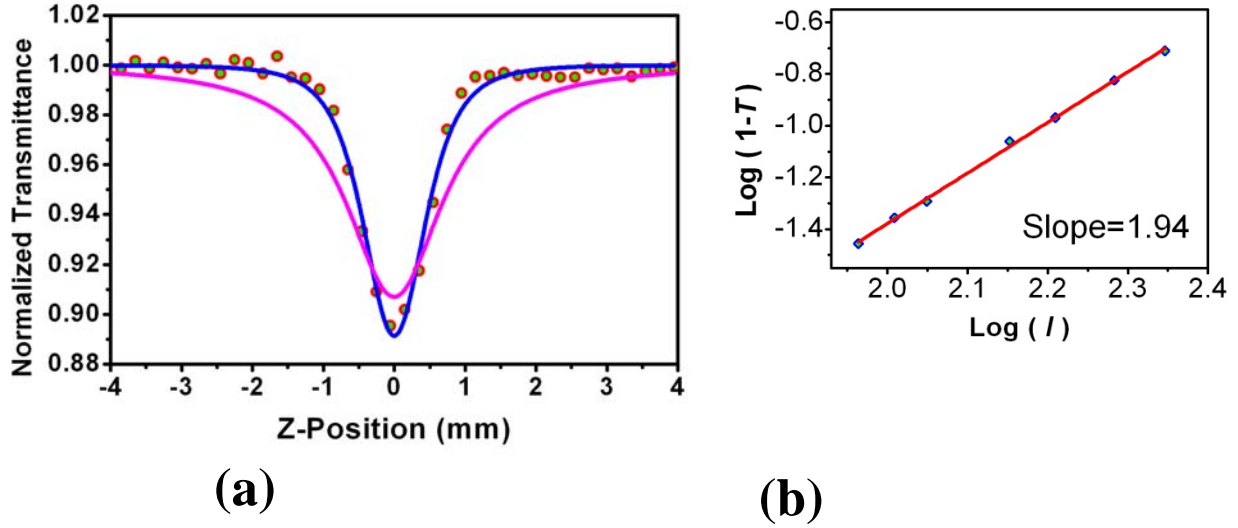 1.02
1.00
0.98
0.96
0.94
0.92
0.90
0.88
Normalized Transmittance
-4 -3 -2 -1 0 1 2 3 4
Z-Position (mm)
(a)
-0.6
-0.8
-1.0
-1.2
-1.4
Log ( 1-T )
Slope=1.94
2.0 2.1 2.2 2.3 2.4
Log ( I )
(b)